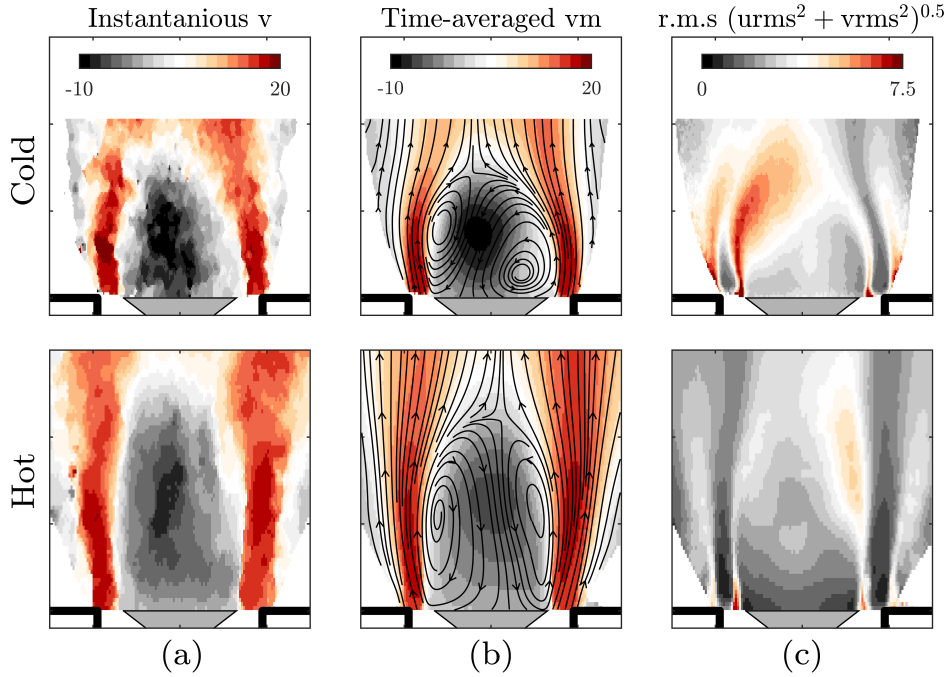 Instantanious v
Time-averaged vm
r.m.s (urms² + vrms²)⁰·⁵
-10 20
-10 20
0 7.5
Cold
Hot
(a) (b) (c)